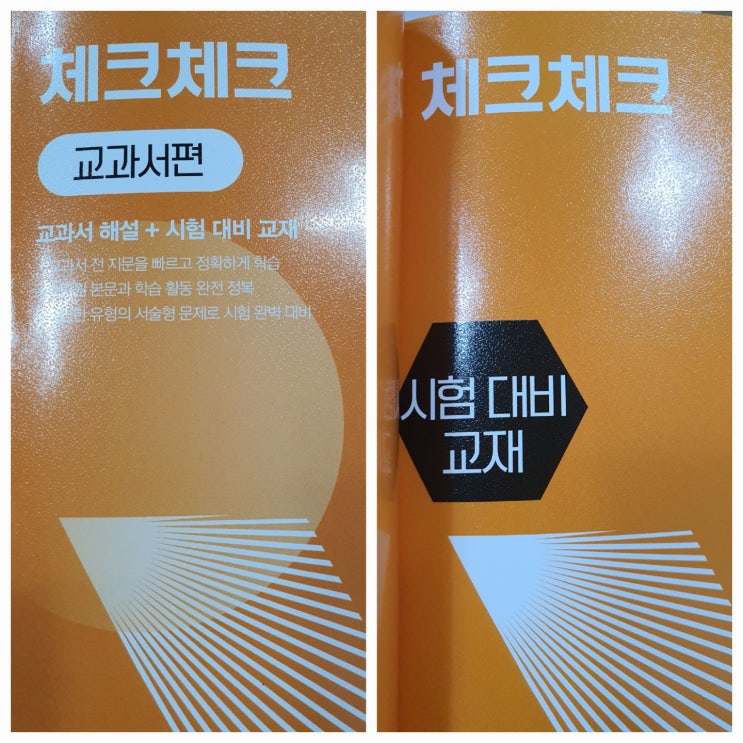 체크체크
교과서편
교과서 해설 + 시험 대비 교재
교과서 전 지문을 빠르고 정확하게 학습
본문과 학습 활동 완전 정복
유형의 서술형 문제로 시험 완벽 대비
체크체크
시험 대비
교재